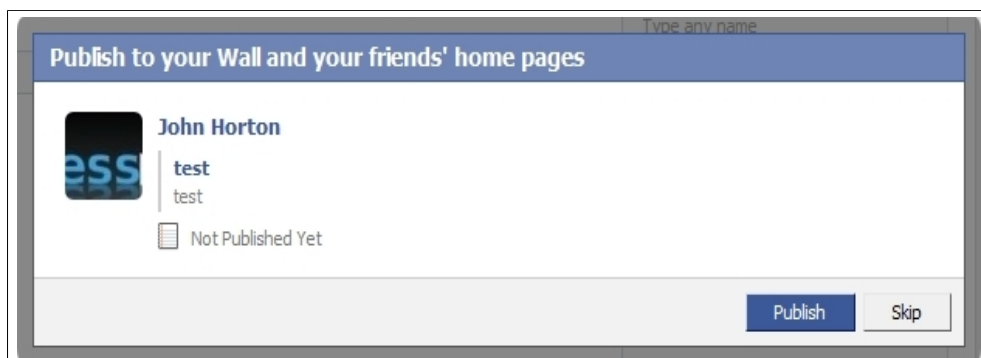 Type any name
Publish to your Wall and your friends' home pages
ess
John Horton
test
test
Not Published Yet
Publish
Skip